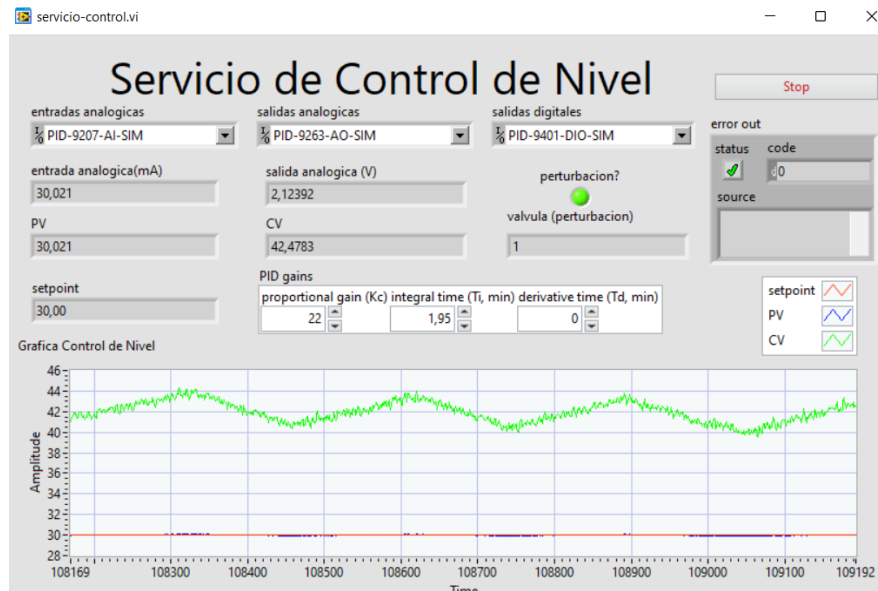 servicio-control.vi
Servicio de Control de Nivel
Stop
entradas analogicas
salidas analogicas
salidas digitales
PID-9207-AI-SIM
PID-9263-AO-SIM
PID-9401-DIO-SIM
error out
status
code
0
source
entrada analogica(mA)
30,021
salida analogica (V)
2,12392
perturbacion?
valvula (perturbacion)
1
PV
30,021
CV
42,4783
setpoint
30,00
PID gains
proportional gain (Kc) integral time (Ti, min) derivative time (Td, min)
22
1,95
0
setpoint
PV
CV
Grafica Control de Nivel
46
44
42
40
38
36
34
32
30
28
Amplitude
108169 108300 108400 108500 108600 108700 108800 108900 109000 109100 109192
Time